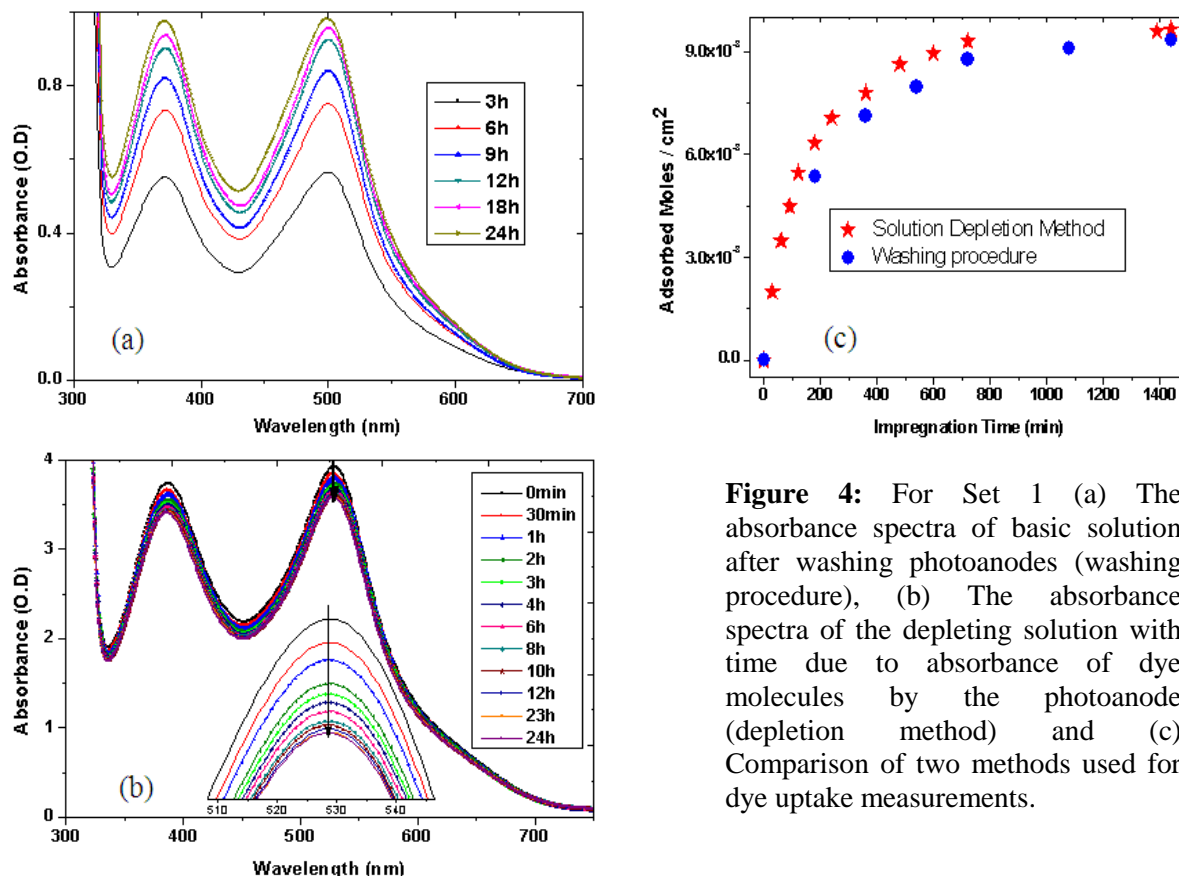 0.8
0.4
0.0
Absorbance (O.D)
3h
6h
9h
12h
18h
24h
(a)
300 400 500 600 700
Wavelength (nm)
4
3
2
1
0
Absorbance (O.D)
0min
30min
1h
2h
3h
4h
6h
8h
10h
12h
23h
24h
(b)
510 520 530 540
300 400 500 600
Wavelength (nm)
9.0x10⁻⁸
6.0x10⁻⁸
3.0x10⁻⁸
0.0
Adsorbed Moles / cm²
Solution Depletion Method
Washing procedure
(c)
0 200 400 600 800 1000 1200 1400
Impregnation Time (min)
Figure 4: For Set 1 (a) The
absorbance spectra of basic solution
after washing photoanodes (washing
procedure), (b) The absorbance
spectra of the depleting solution with
time due to absorbance of dye
molecules by the photoanode
(depletion method) and (c)
Comparison of two methods used for
dye uptake measurements.